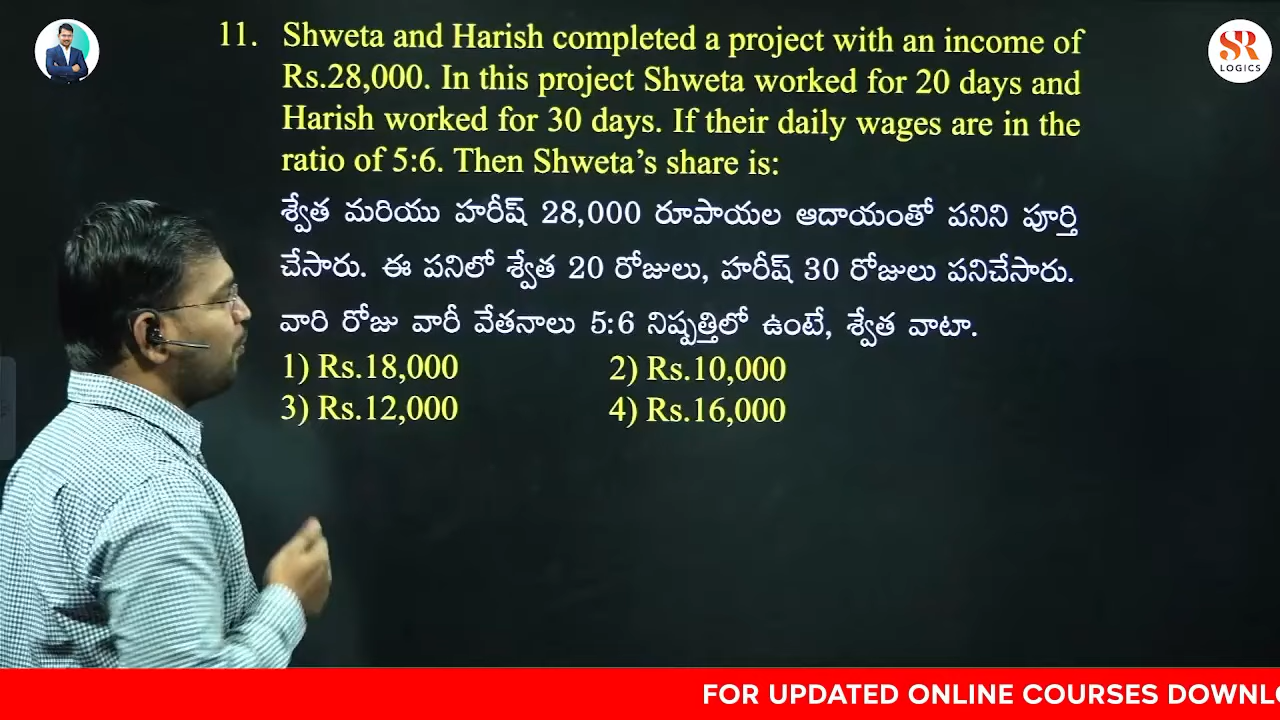 SR
LOGICS
11. Shweta and Harish completed a project with an income of
Rs.28,000. In this project Shweta worked for 20 days and
Harish worked for 30 days. If their daily wages are in the
ratio of 5:6. Then Shweta’s share is:
శ్వేత మరియు హరీష్ 28,000 రూపాయల ఆదాయంతో పనిని పూర్తి
చేసారు. ఈ పనిలో శ్వేత 20 రోజులు, హరీష్ 30 రోజులు పనిచేసారు.
వారి రోజు వారీ వేతనాలు 5:6 నిష్పత్తిలో ఉంటే, శ్వేత వాటా.
1) Rs.18,000 2) Rs.10,000
3) Rs.12,000 4) Rs.16,000
FOR UPDATED ONLINE COURSES DOWNLO